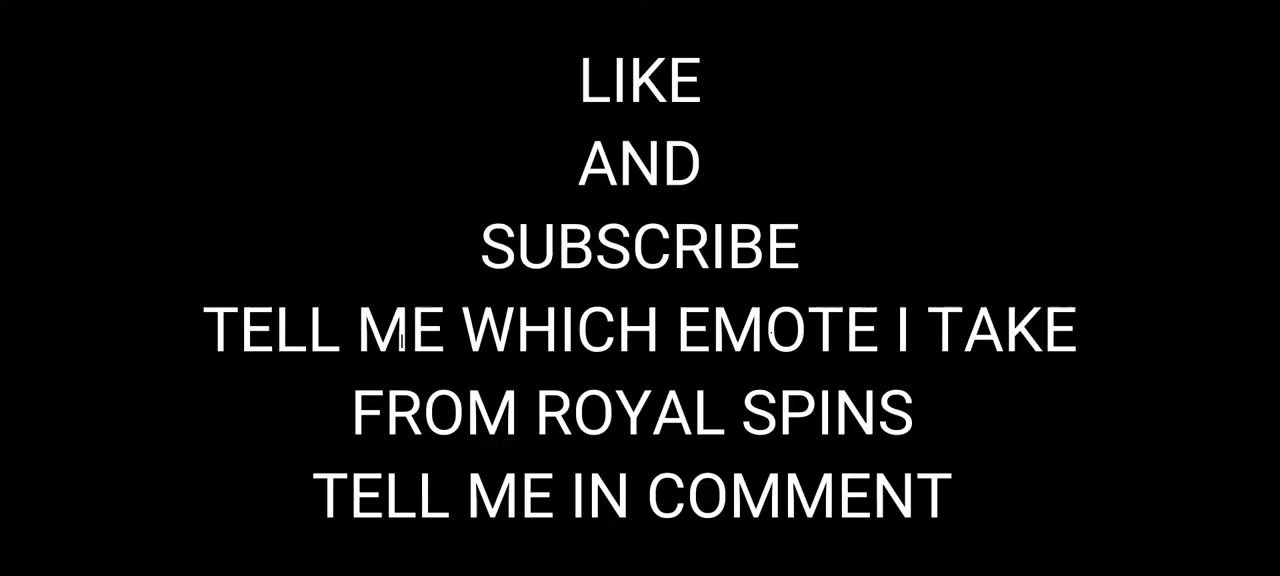 LIKE
AND
SUBSCRIBE
TELL ME WHICH EMOTE I TAKE
FROM ROYAL SPINS
TELL ME IN COMMENT